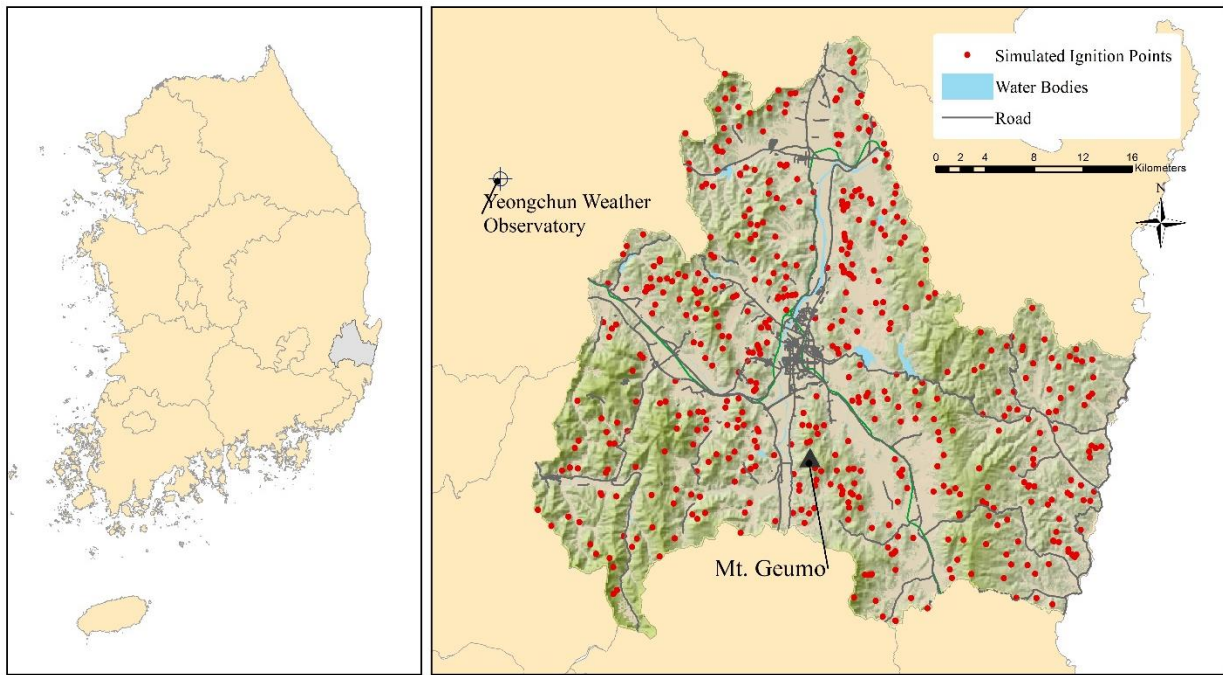 Simulated Ignition Points
Water Bodies
Road
0 2 4 8 12 16
Kilometers
N
Yeongchun Weather
Observatory
Mt. Geumo